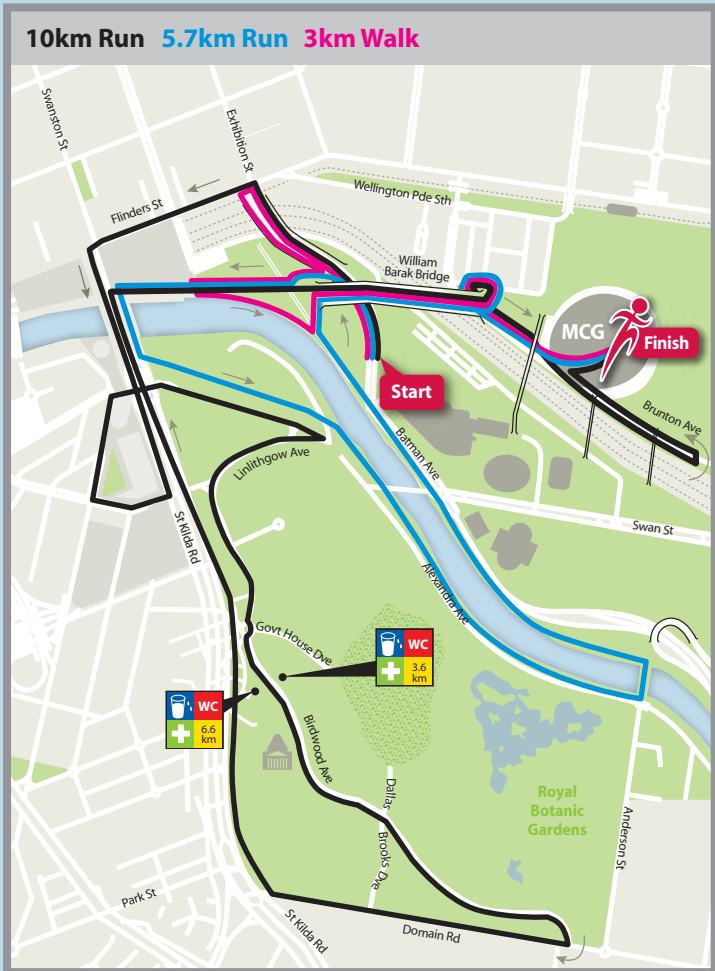 10km Run 5.7km Run 3km Walk
Swanston St
Exhibition St
Flinders St
Wellington Pde Sth
William
Barak Bridge
MCG
Finish
Start
Brunton Ave
Linlithgow Ave
Batman Ave
Swan St
St Kilda Rd
Alexandra Ave
Govt House Dve
WC
3.6
km
WC
6.6
km
Birdwood Ave
Dallas
Brooks Dve
Royal
Botanic
Gardens
Anderson St
Park St
St Kilda Rd
Domain Rd